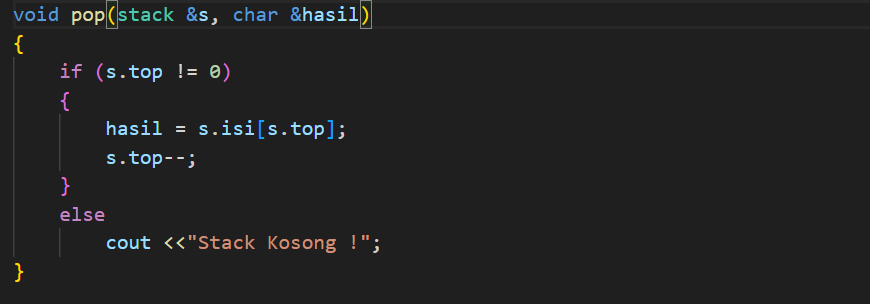 void pop(stack &s, char &hasil)
{
    if (s.top != 0)
    {
        hasil = s.isi[s.top];
        s.top--;
    }
    else
        cout <<"Stack Kosong !";
}